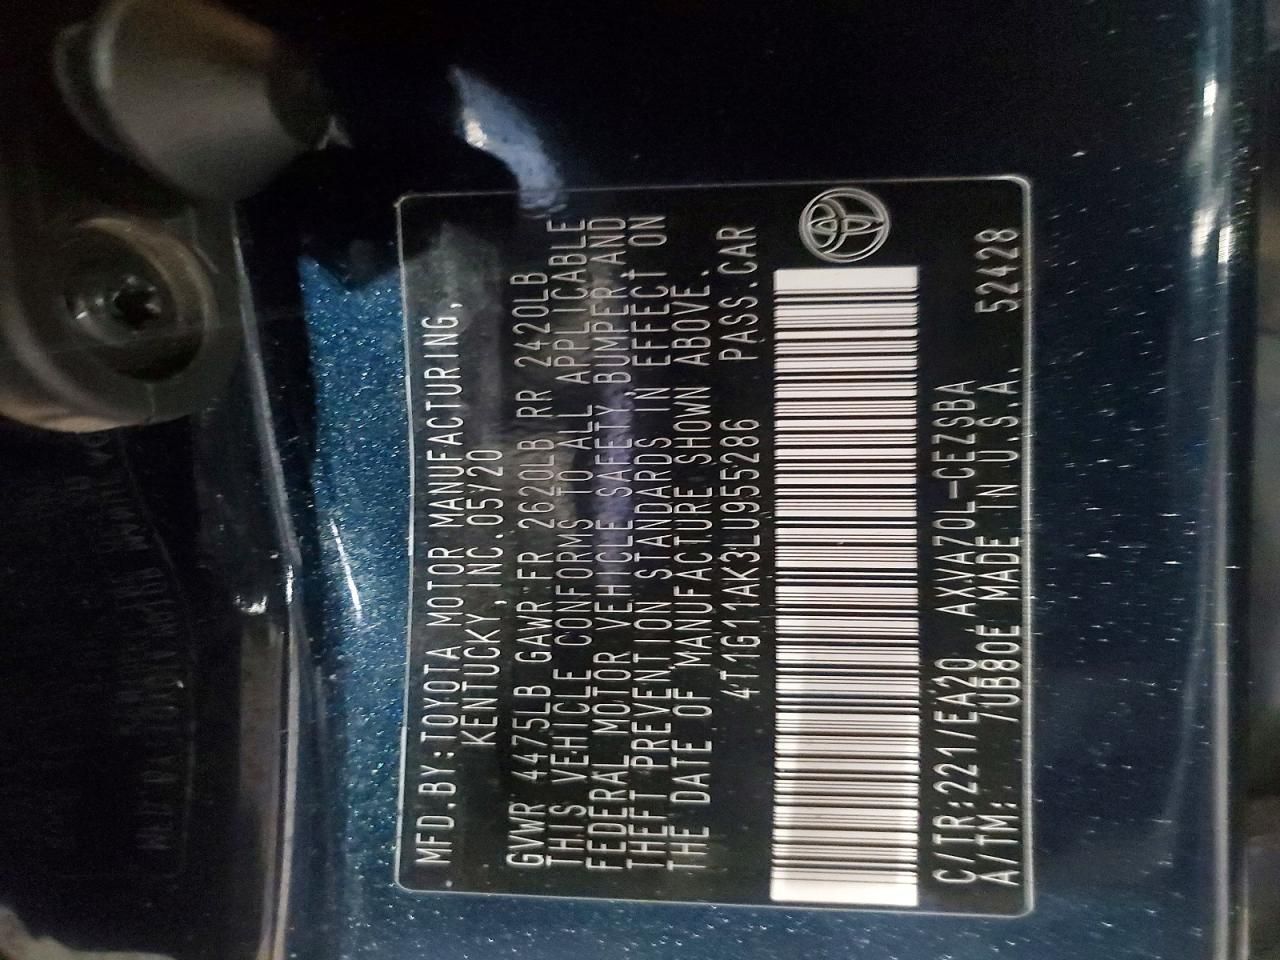 MFD.BY:TOYOTA MOTOR MANUFACTURING,
KENTUCKY,INC.05/20
GVWR 4475LB GAWR FR 2620LB RR 2420LB
THIS VEHICLE CONFORMS TO ALL APPLICABLE
FEDERAL MOTOR VEHICLE SAFETY,BUMPER,AND
THEFT PREVENTION STANDARDS IN EFFECT ON
THE DATE OF MANUFACTURE SHOWN ABOVE.
4T1G11AK3LU955286 PASS.CAR
C/TR:221/EA20 AXVA70L-CEZSBA
A/TM: /UB80E MADE IN U.S.A. 52428